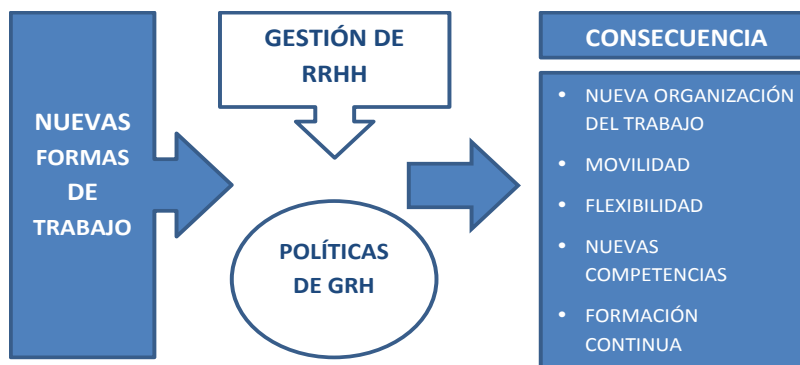 NUEVAS
FORMAS
DE
TRABAJO
GESTIÓN DE
RRHH
POLÍTICAS
DE GRH
CONSECUENCIA
• NUEVA ORGANIZACIÓN
DEL TRABAJO
• MOVILIDAD
• FLEXIBILIDAD
• NUEVAS
COMPETENCIAS
• FORMACIÓN
CONTINUA